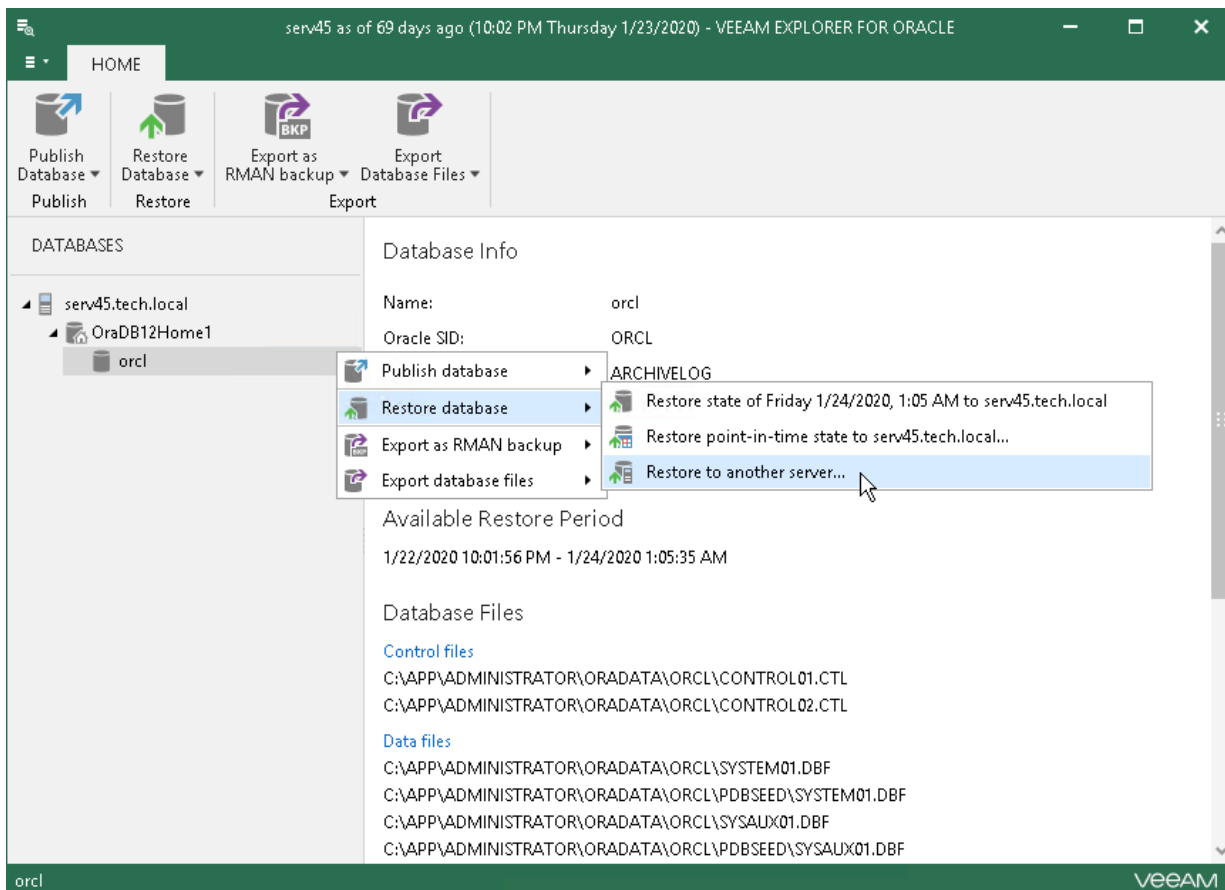 serv45 as of 69 days ago (10:02 PM Thursday 1/23/2020) - VEEAM EXPLORER FOR ORACLE
HOME
Publish
Database
Restore
Database
Export as
RMAN backup
Export
Database Files
BKP
Publish
Restore
Export
DATABASES
serv45.tech.local
OraDB12Home1
orcl
Database Info
Name: orcl
Oracle SID: ORCL
ARCHIVELOG
Publish database
Restore database
Export as RMAN backup
Export database files
Restore state of Friday 1/24/2020, 1:05 AM to serv45.tech.local
Restore point-in-time state to serv45.tech.local...
Restore to another server...
Available Restore Period
1/22/2020 10:01:56 PM - 1/24/2020 1:05:35 AM
Database Files
Control files
C:\APP\ADMINISTRATOR\ORADATA\ORCL\CONTROL01.CTL
C:\APP\ADMINISTRATOR\ORADATA\ORCL\CONTROL02.CTL
Data files
C:\APP\ADMINISTRATOR\ORADATA\ORCL\SYSTEM01.DBF
C:\APP\ADMINISTRATOR\ORADATA\ORCL\PDBSEED\SYSTEM01.DBF
C:\APP\ADMINISTRATOR\ORADATA\ORCL\SYSAUX01.DBF
C:\APP\ADMINISTRATOR\ORADATA\ORCL\PDBSEED\SYSAUX01.DBF
orcl
veeam